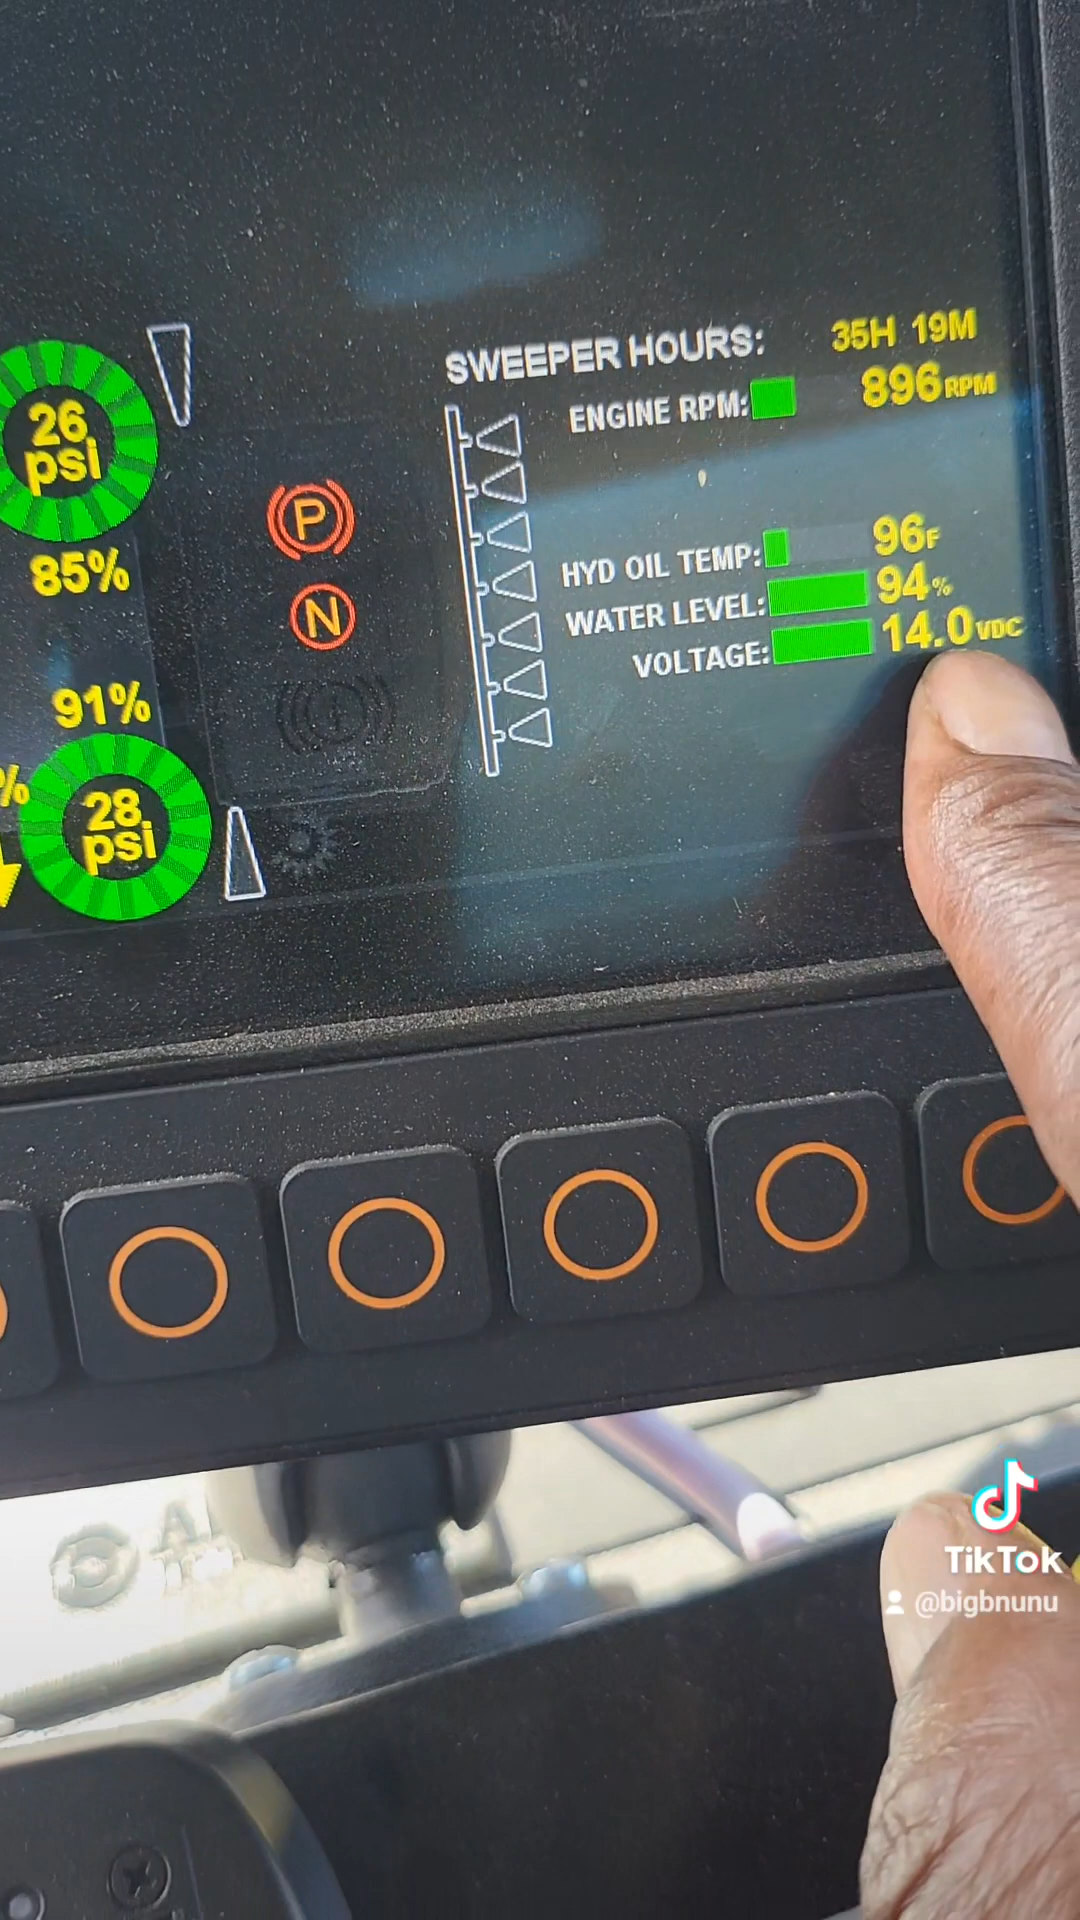 26
psi
85%
91%
%
28
psi
P
N
SWEEPER HOURS: 35H 19M
ENGINE RPM: 896 RPM
HYD OIL TEMP: 96F
WATER LEVEL: 94%
VOLTAGE: 14.0 VDC
TikTok
@bigbnunu